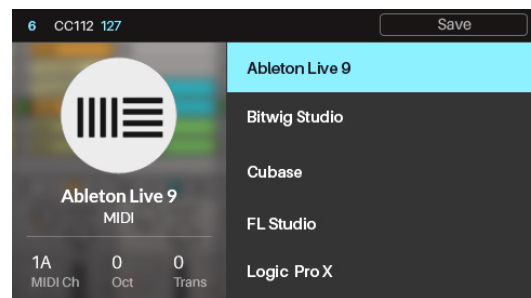 6 CC112 127 Save
Ableton Live 9
Bitwig Studio
Cubase
FL Studio
Logic Pro X
Ableton Live 9
MIDI
1A 0 0
MIDI Ch Oct Trans